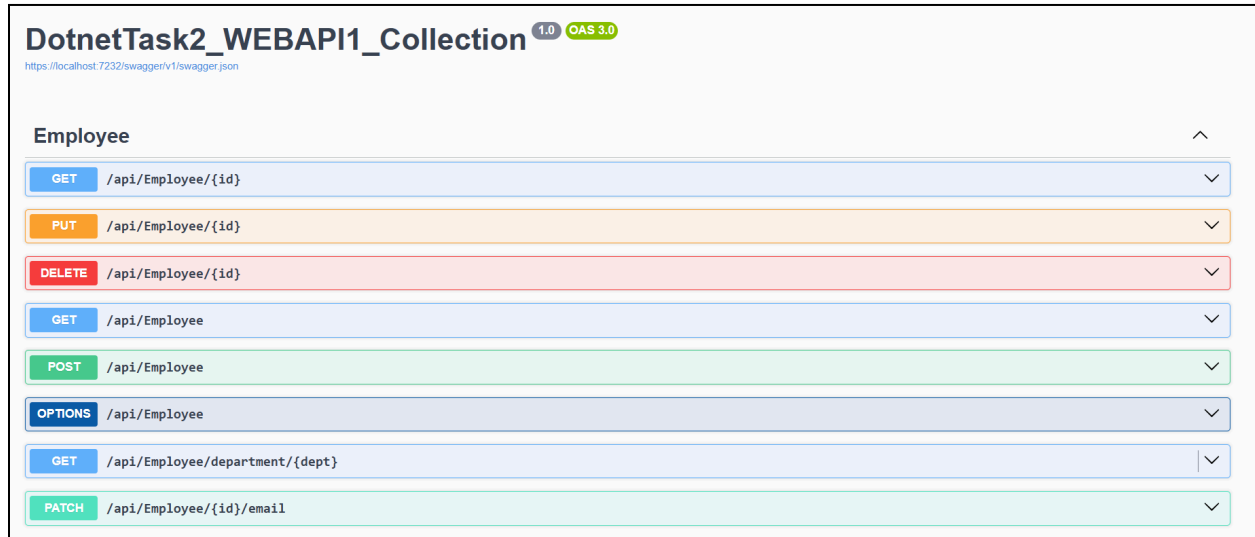 DotnetTask2_WEBAPI1_Collection 1.0 OAS 3.0
https://localhost:7232/swagger/v1/swagger.json
Employee
GET /api/Employee/{id}
PUT /api/Employee/{id}
DELETE /api/Employee/{id}
GET /api/Employee
POST /api/Employee
OPTIONS /api/Employee
GET /api/Employee/department/{dept}
PATCH /api/Employee/{id}/email